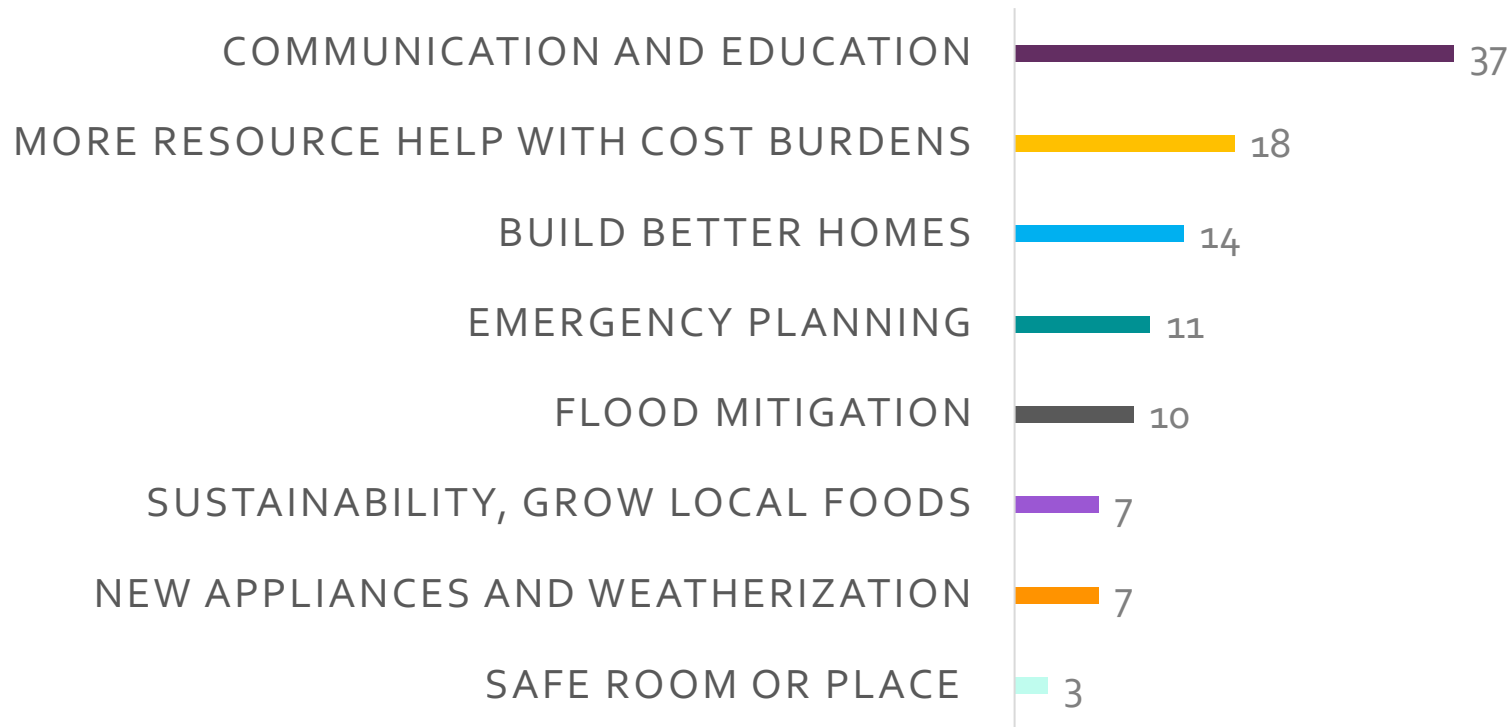 COMMUNICATION AND EDUCATION 37
MORE RESOURCE HELP WITH COST BURDENS 18
BUILD BETTER HOMES 14
EMERGENCY PLANNING 11
FLOOD MITIGATION 10
SUSTAINABILITY, GROW LOCAL FOODS 7
NEW APPLIANCES AND WEATHERIZATION 7
SAFE ROOM OR PLACE 3